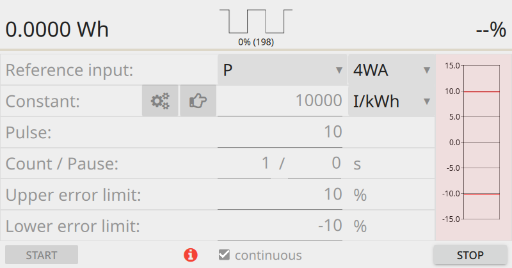 0.0000 Wh
0% (198)
--%
Reference input: P 4WA
Constant: 10000 I/kWh
Pulse: 10
Count / Pause: 1 / 0 s
Upper error limit: 10 %
Lower error limit: -10 %
15.0
10.0
5.0
0.0
-5.0
-10.0
-15.0
START continuous STOP